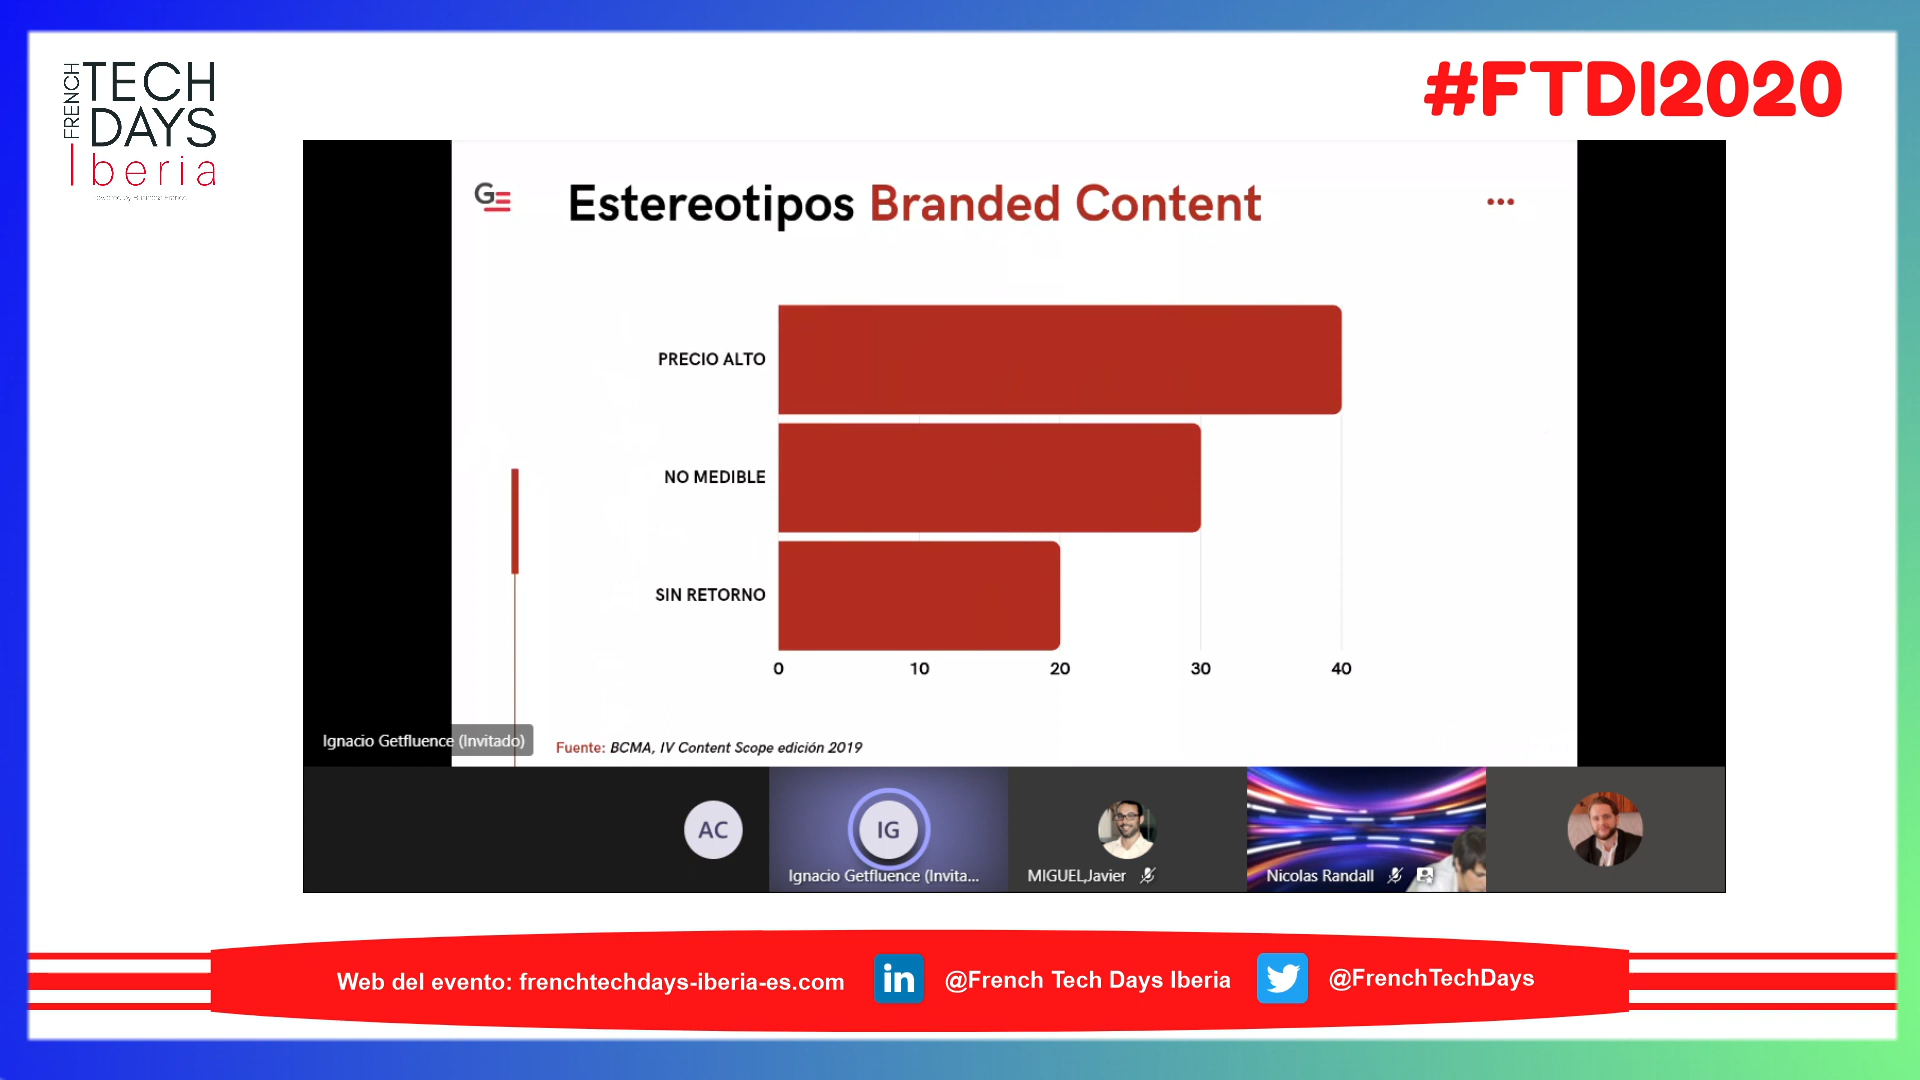 FRENCH
TECH
DAYS
Iberia
#FTDI2020
Estereotipos Branded Content
PRECIO ALTO
NO MEDIBLE
SIN RETORNO
0 10 20 30 40
Ignacio Getfluence (Invitado)
Fuente: BCMA, IV Content Scope edición 2019
AC
IG
Ignacio Getfluence (Invita...
MIGUEL,Javier
Nicolas Randall
Web del evento: frenchtechdays-iberia-es.com
in
@French Tech Days Iberia
@FrenchTechDays